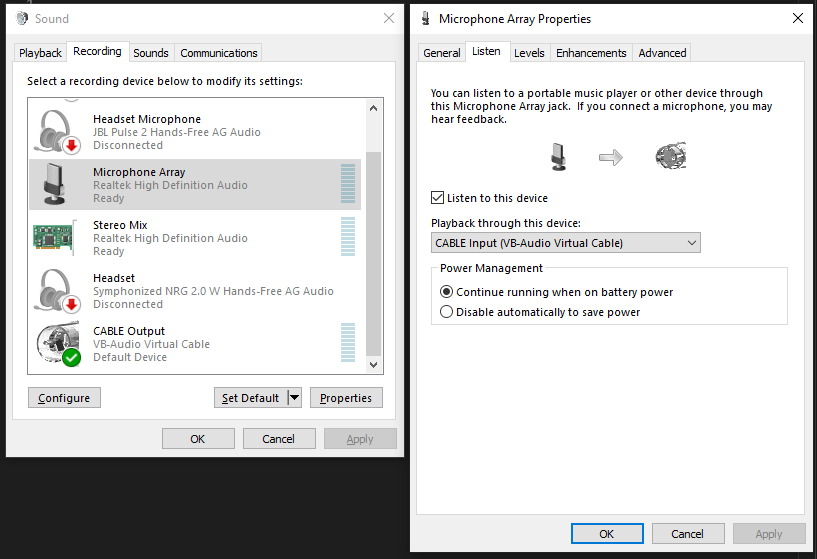 Sound
Playback Recording Sounds Communications
Select a recording device below to modify its settings:
Headset Microphone
JBL Pulse 2 Hands-Free AG Audio
Disconnected
Microphone Array
Realtek High Definition Audio
Ready
Stereo Mix
Realtek High Definition Audio
Ready
Headset
Symphonized NRG 2.0 W Hands-Free AG Audio
Disconnected
CABLE Output
VB-Audio Virtual Cable
Default Device
Configure Set Default Properties
OK Cancel Apply
Microphone Array Properties
General Listen Levels Enhancements Advanced
You can listen to a portable music player or other device through
this Microphone Array jack. If you connect a microphone, you may
hear feedback.
Listen to this device
Playback through this device:
CABLE Input (VB-Audio Virtual Cable)
Power Management
Continue running when on battery power
Disable automatically to save power
OK Cancel Apply